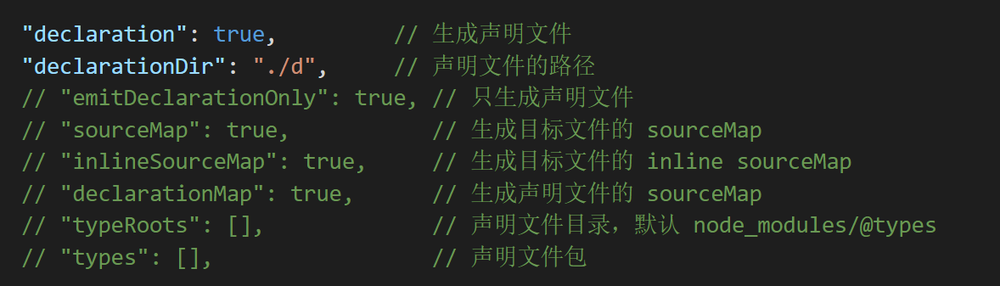 "declaration": true,         // 生成声明文件
"declarationDir": "./d",     // 声明文件的路径
// "emitDeclarationOnly": true, // 只生成声明文件
// "sourceMap": true,           // 生成目标文件的 sourceMap
// "inlineSourceMap": true,     // 生成目标文件的 inline sourceMap
// "declarationMap": true,      // 生成声明文件的 sourceMap
// "typeRoots": [],             // 声明文件目录，默认 node_modules/@types
// "types": [],                 // 声明文件包